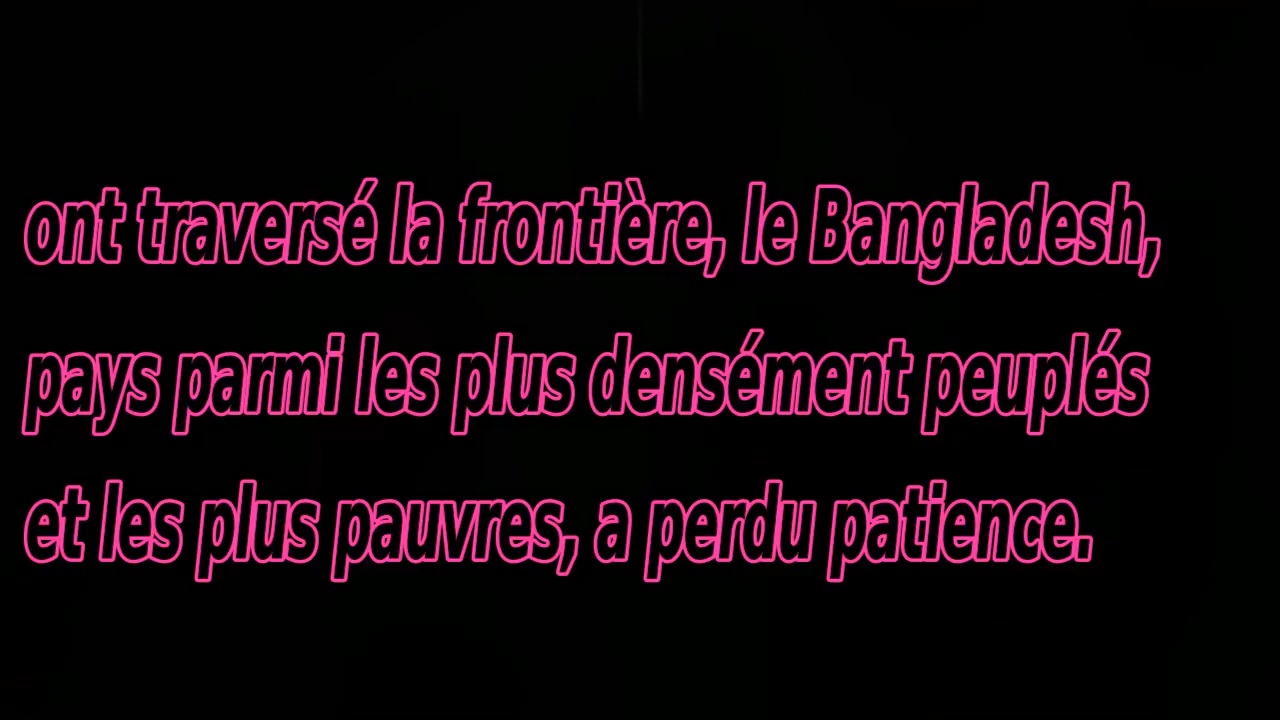 ont traversé la frontière, le Bangladesh,
pays parmi les plus densément peuplés
et les plus pauvres, a perdu patience.